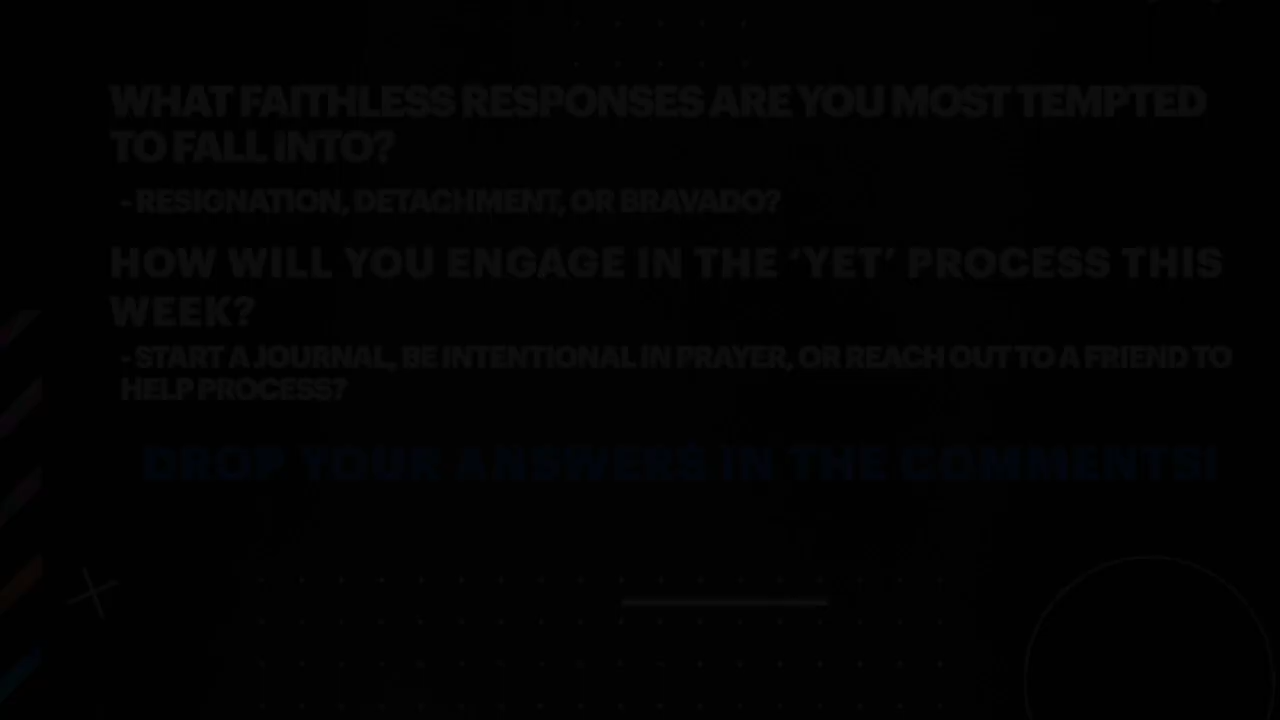 WHAT FAITHLESS RESPONSES ARE YOU MOST TEMPTED
TO FALL INTO?
- RESIGNATION, DETACHMENT, OR BRAVADO?
HOW WILL YOU ENGAGE IN THE ‘YET’ PROCESS THIS
WEEK?
- START A JOURNAL, BE INTENTIONAL IN PRAYER, OR REACH OUT TO A FRIEND TO
HELP PROCESS?
DROP YOUR ANSWERS IN THE COMMENTS!